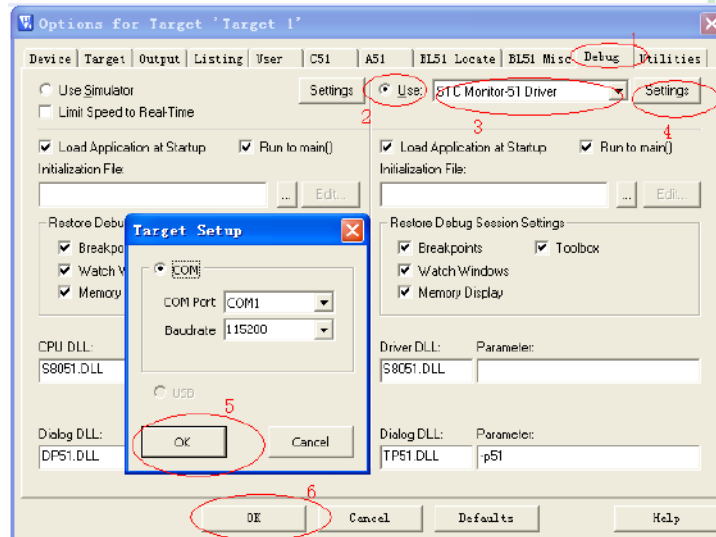 Options for Target 'Target 1'
1
Device Target Output Listing User C51 A51 BL51 Locate BL51 Misc Debug Utilities
Use Simulator Settings Use: STC Monitor-51 Driver Settings
Limit Speed to Real-Time 2 3 4
Load Application at Startup Run to main() Load Application at Startup Run to main()
Initialization File: Initialization File:
... Edit... ... Edit...
Restore Debu Restore Debug Session Settings
Target Setup
Breakpo Breakpoints Toolbox
Watch W Watch Windows
Memory Memory Display
COM
COM Port COM1
Baudrate 115200
USB
5
OK Cancel
CPU DLL: Driver DLL: Parameter:
S8051.DLL S8051.DLL
Dialog DLL: Dialog DLL: Parameter:
DP51.DLL TP51.DLL -p51
6
OK Cancel Defaults Help